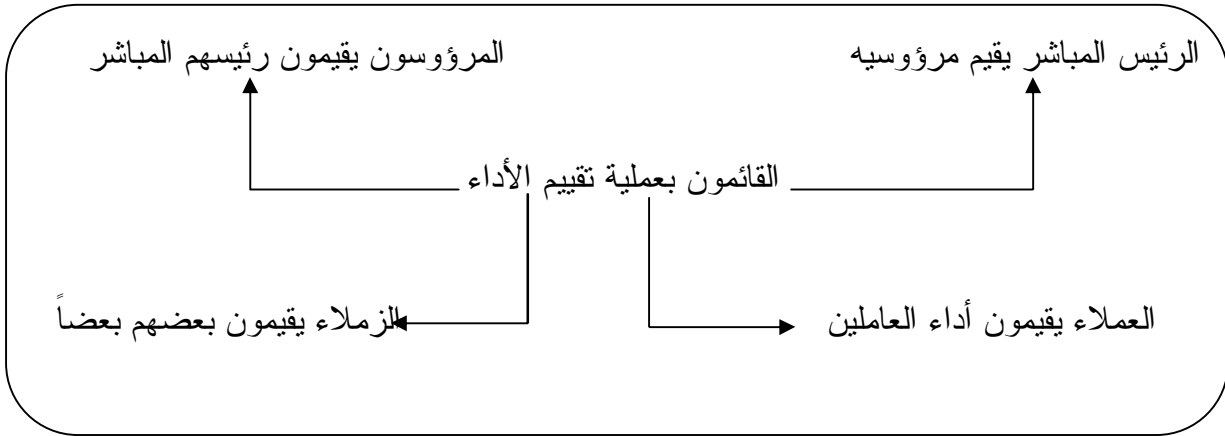 الرئيس المباشر يقيم مرؤوسيه
المرؤوسون يقيمون رئيسهم المباشر
القائمون بعملية تقييم الأداء
العملاء يقيمون أداء العاملين
الزملاء يقيمون بعضهم بعضاً